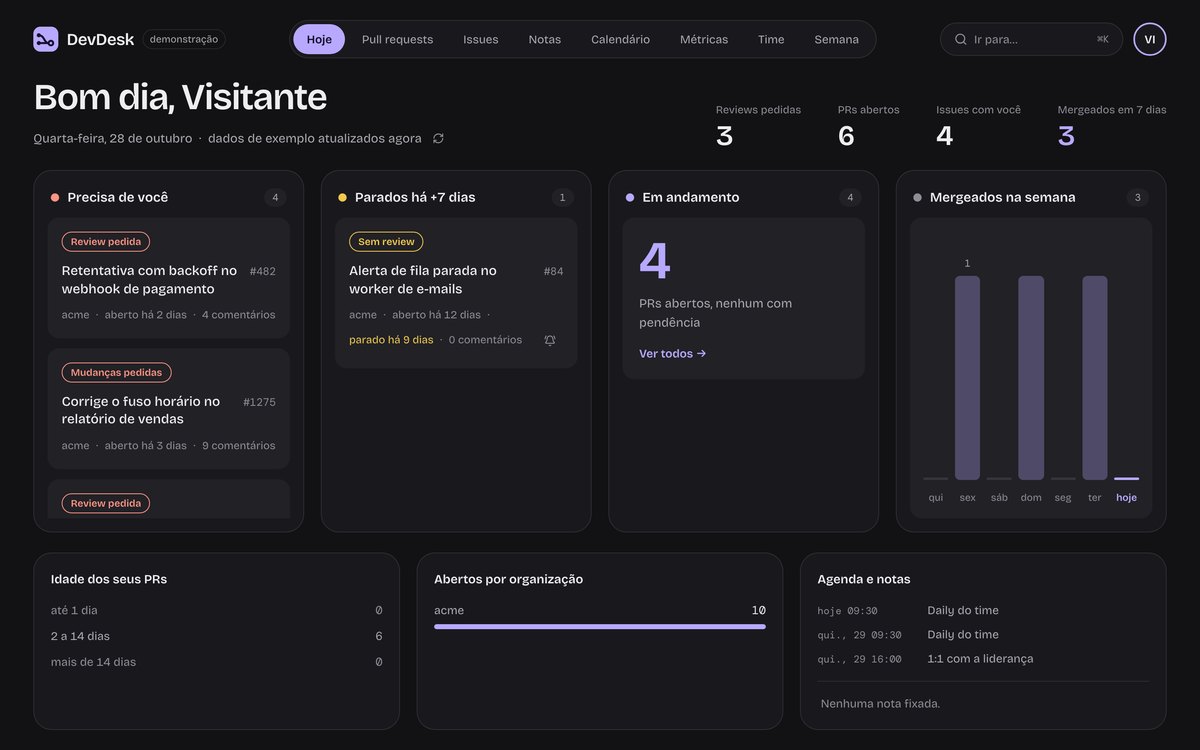 DevDesk
demonstração
Hoje
Pull requests
Issues
Notas
Calendário
Métricas
Time
Semana
Ir para...
⌘K
VI
Bom dia, Visitante
Quarta-feira, 28 de outubro · dados de exemplo atualizados agora
Reviews pedidas
3
PRs abertos
6
Issues com você
4
Mergeados em 7 dias
3
Precisa de você
4
Review pedida
Retentativa com backoff no
#482
webhook de pagamento
acme · aberto há 2 dias · 4 comentários
Mudanças pedidas
Corrige o fuso horário no
#1275
relatório de vendas
acme · aberto há 3 dias · 9 comentários
Review pedida
Parados há +7 dias
1
Sem review
Alerta de fila parada no
#84
worker de e-mails
acme · aberto há 12 dias ·
parado há 9 dias · 0 comentários
Em andamento
4
4
PRs abertos, nenhum com
pendência
Ver todos →
Mergeados na semana
3
1
qui sex sáb dom seg ter hoje
Idade dos seus PRs
até 1 dia 0
2 a 14 dias 6
mais de 14 dias 0
Abertos por organização
acme 10
Agenda e notas
hoje 09:30 Daily do time
qui., 29 09:30 Daily do time
qui., 29 16:00 1:1 com a liderança
Nenhuma nota fixada.